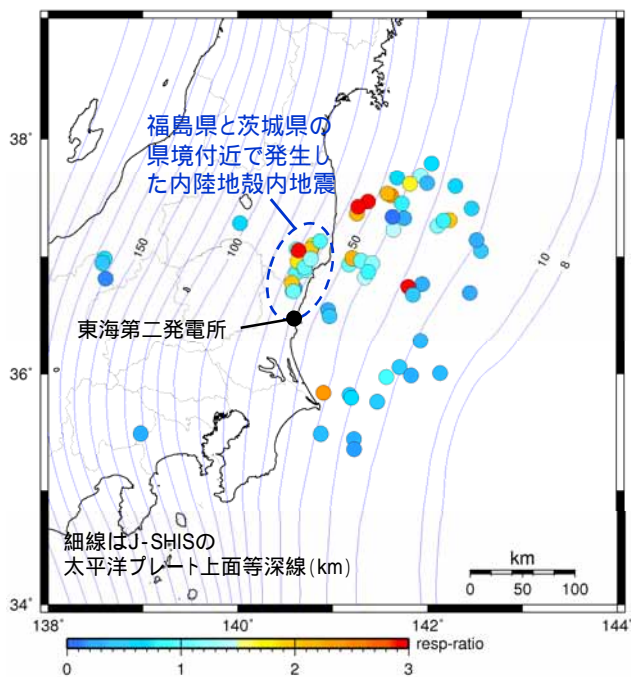 38°
36°
34°
138°
140°
142°
144°
福島県と茨城県の
県境付近で発生し
た内陸地殻内地震
150
100
50
10
8
東海第二発電所
細線はJ-SHISの
太平洋プレート上面等深線(km)
km
0 50 100
resp-ratio
0 1 2 3